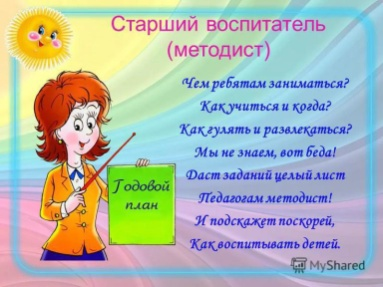 Старший воспитатель
(методист)
Чем ребятам заниматься?
Как учиться и когда?
Как гулять и развлекаться?
Мы не знаем, вот беда!
Даст заданий целый лист
Педагогам методист!
И подскажет поскорей,
Как воспитывать детей.
Годовой
план
MyShared